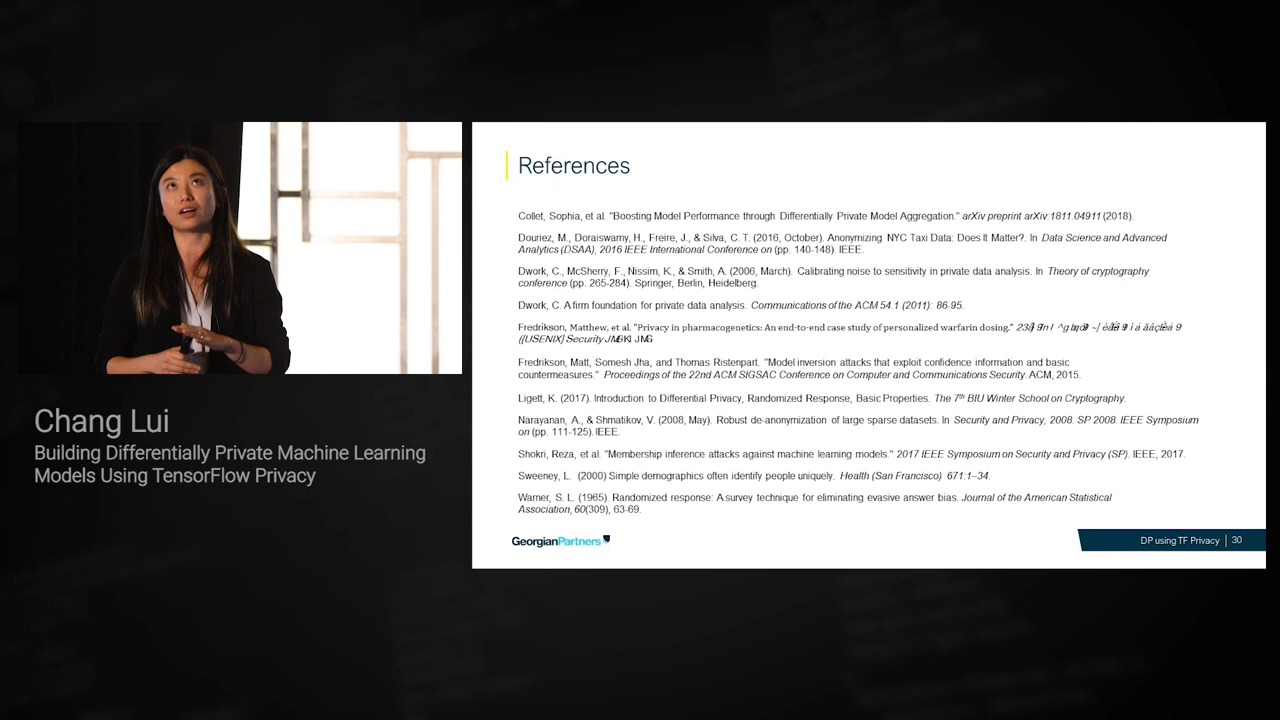 References
Collet, Sophia, et al. "Boosting Model Performance through Differentially Private Model Aggregation." arXiv preprint arXiv:1811.04911 (2018).
Douriez, M., Doraiswamy, H., Freire, J., & Silva, C. T. (2016, October). Anonymizing NYC Taxi Data: Does It Matter?. In Data Science and Advanced
Analytics (DSAA), 2016 IEEE International Conference on (pp. 140-148). IEEE.
Dwork, C., McSherry, F., Nissim, K., & Smith, A. (2006, March). Calibrating noise to sensitivity in private data analysis. In Theory of cryptography
conference (pp. 265-284). Springer, Berlin, Heidelberg.
Dwork, C. A firm foundation for private data analysis. Communications of the ACM 54.1 (2011): 86-95.
Fredrikson, Matthew, et al. "Privacy in pharmacogenetics: An end-to-end case study of personalized warfarin dosing."
([USENIX] Security
Fredrikson, Matt, Somesh Jha, and Thomas Ristenpart. "Model inversion attacks that exploit confidence information and basic
countermeasures." Proceedings of the 22nd ACM SIGSAC Conference on Computer and Communications Security. ACM, 2015.
Ligett, K. (2017). Introduction to Differential Privacy, Randomized Response, Basic Properties. The 7th BIU Winter School on Cryptography.
Narayanan, A., & Shmatikov, V. (2008, May). Robust de-anonymization of large sparse datasets. In Security and Privacy, 2008. SP 2008. IEEE Symposium
on (pp. 111-125). IEEE.
Shokri, Reza, et al. "Membership inference attacks against machine learning models." 2017 IEEE Symposium on Security and Privacy (SP). IEEE, 2017.
Sweeney, L. (2000) Simple demographics often identify people uniquely. Health (San Francisco) 671:1–34.
Warner, S. L. (1965). Randomized response: A survey technique for eliminating evasive answer bias. Journal of the American Statistical
Association, 60(309), 63-69.
GeorgianPartners
DP using TF Privacy | 30
Chang Lui
Building Differentially Private Machine Learning
Models Using TensorFlow Privacy